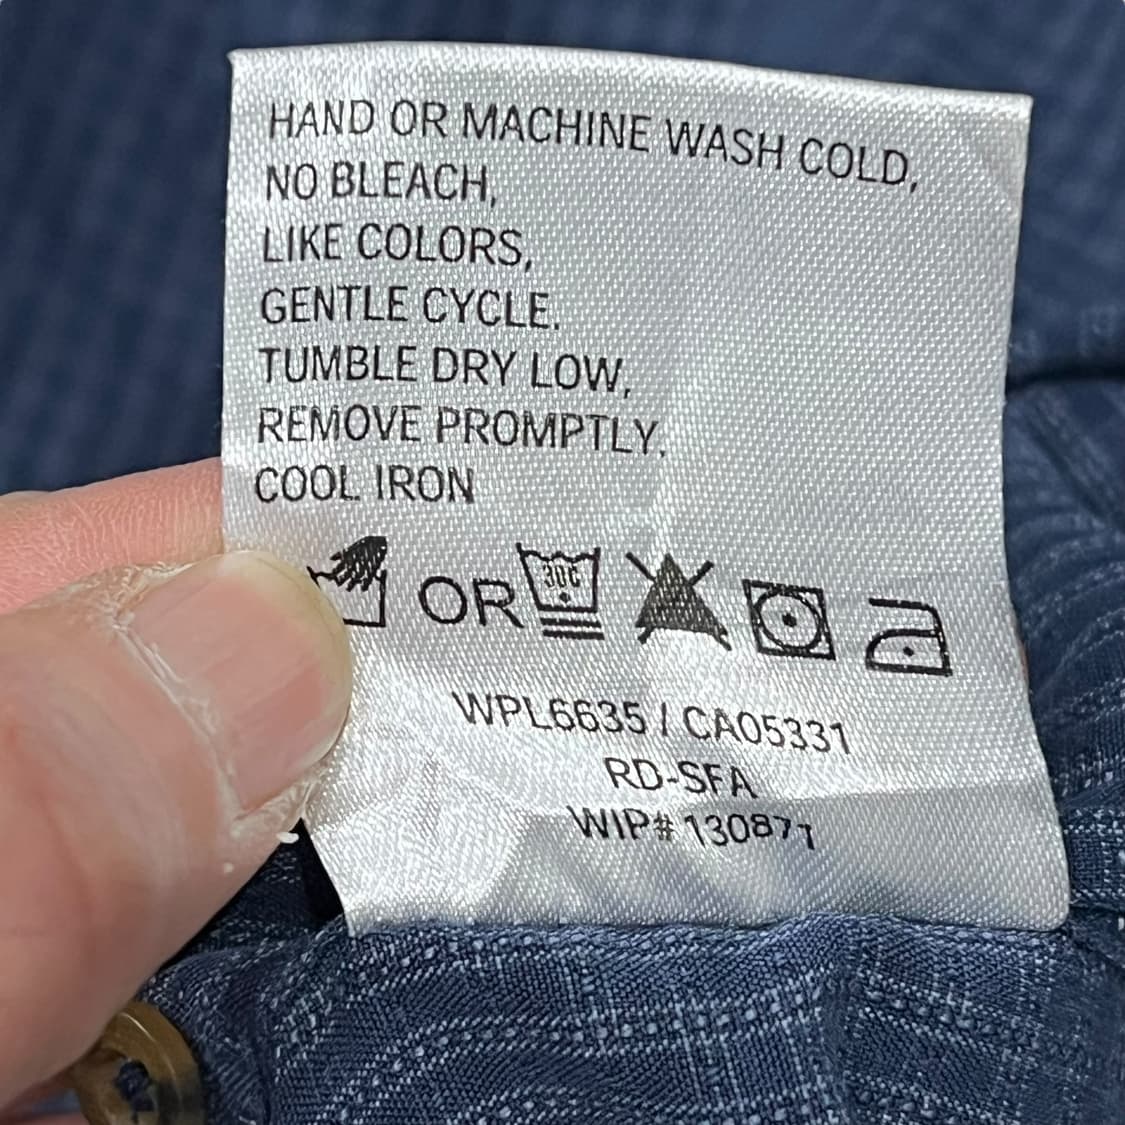 HAND OR MACHINE WASH COLD,
NO BLEACH,
LIKE COLORS,
GENTLE CYCLE.
TUMBLE DRY LOW,
REMOVE PROMPTLY.
COOL IRON
OR 30C
WPL6635 / CA05331
RD-SFA
WIP# 130871